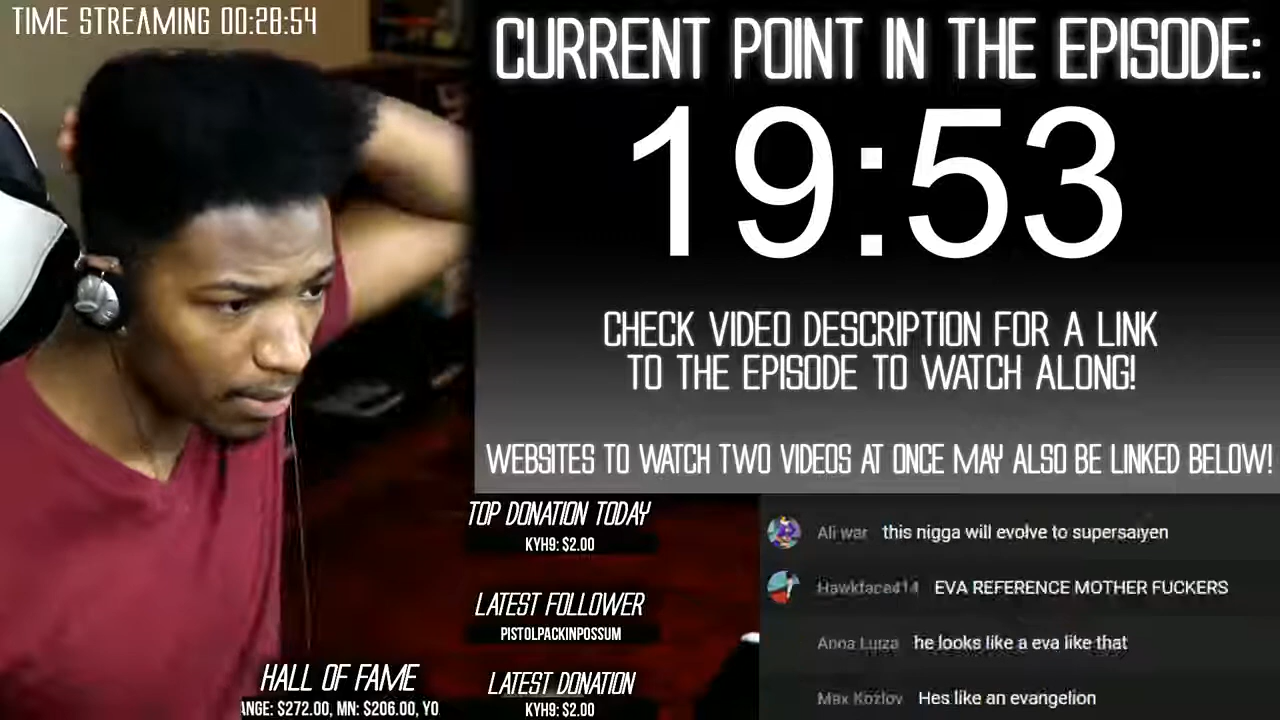 TIME STREAMING 00:28:54
CURRENT POINT IN THE EPISODE:
19:53
CHECK VIDEO DESCRIPTION FOR A LINK
TO THE EPISODE TO WATCH ALONG!
WEBSITES TO WATCH TWO VIDEOS AT ONCE MAY ALSO BE LINKED BELOW!
TOP DONATION TODAY
KYH9: $2.00
LATEST FOLLOWER
PISTOLPACKINPOSSUM
LATEST DONATION
KYH9: $2.00
HALL OF FAME
ANGE: $272.00, MN: $206.00, YO
Ali war this nigga will evolve to supersaiyen
Hawkface414 EVA REFERENCE MOTHER FUCKERS
Anna Luiza he looks like a eva like that
Max Kozlov Hes like an evangelion